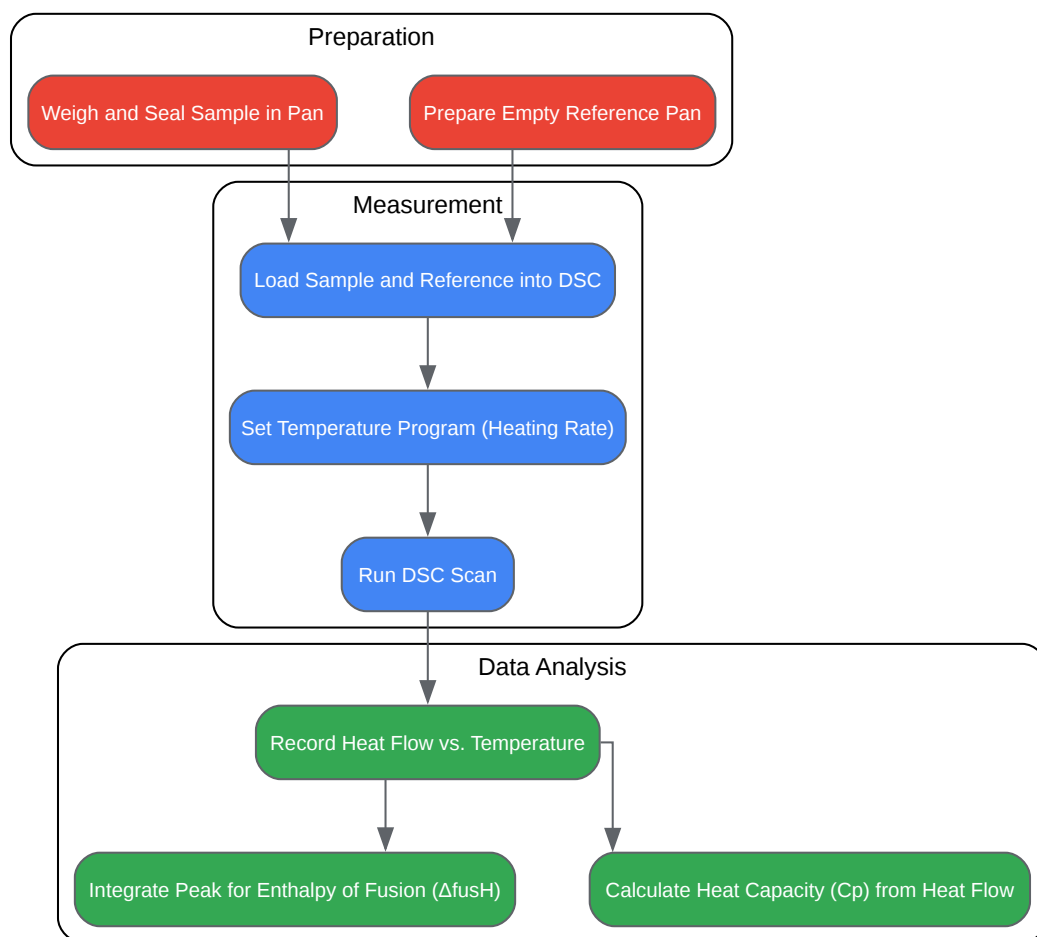 Preparation
Weigh and Seal Sample in Pan
Prepare Empty Reference Pan
Measurement
Load Sample and Reference into DSC
Set Temperature Program (Heating Rate)
Run DSC Scan
Data Analysis
Record Heat Flow vs. Temperature
Integrate Peak for Enthalpy of Fusion (ΔfusH)
Calculate Heat Capacity (Cp) from Heat Flow